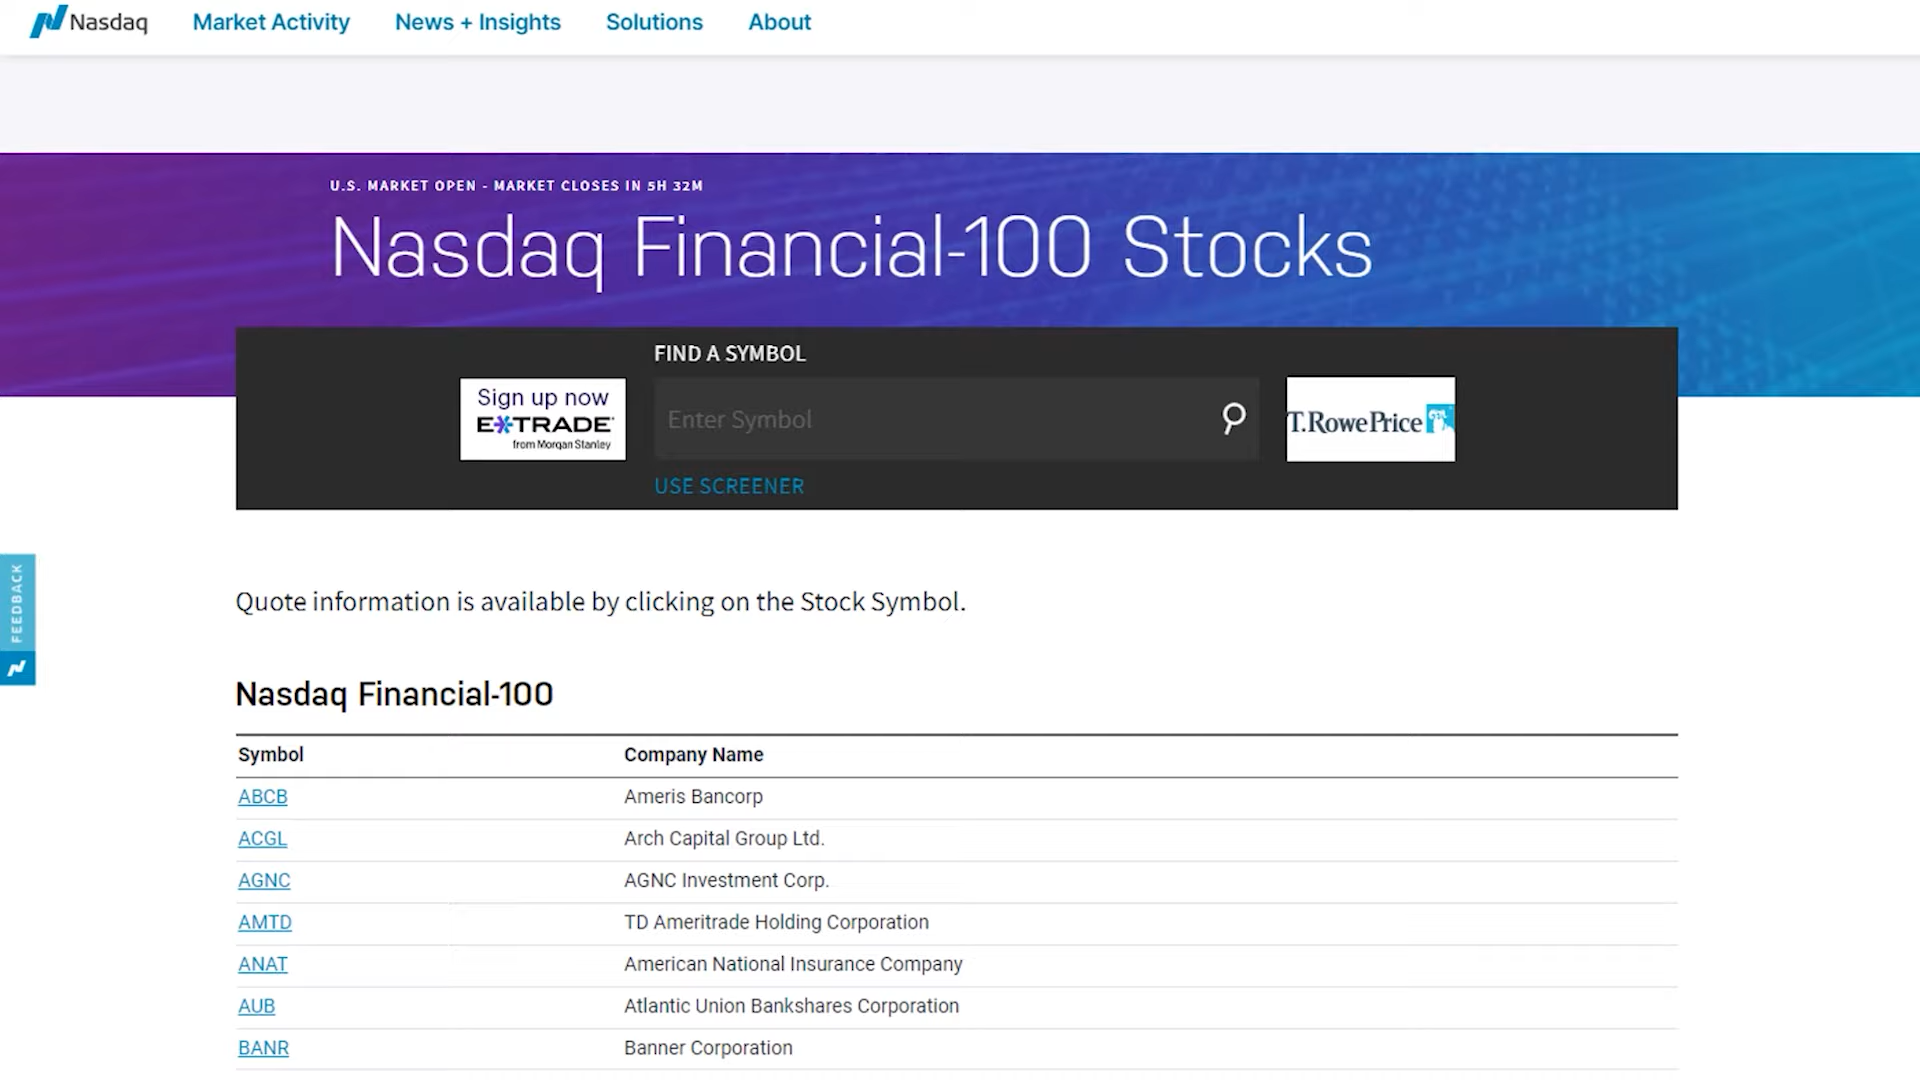 Nasdaq Market Activity News + Insights Solutions About
U.S. MARKET OPEN - MARKET CLOSES IN 5H 32M
Nasdaq Financial-100 Stocks
FIND A SYMBOL
Sign up now
E*TRADE
from Morgan Stanley
Enter Symbol
T.RowePrice
USE SCREENER
FEEDBACK
Quote information is available by clicking on the Stock Symbol.
Nasdaq Financial-100
Symbol Company Name
ABCB Ameris Bancorp
ACGL Arch Capital Group Ltd.
AGNC AGNC Investment Corp.
AMTD TD Ameritrade Holding Corporation
ANAT American National Insurance Company
AUB Atlantic Union Bankshares Corporation
BANR Banner Corporation